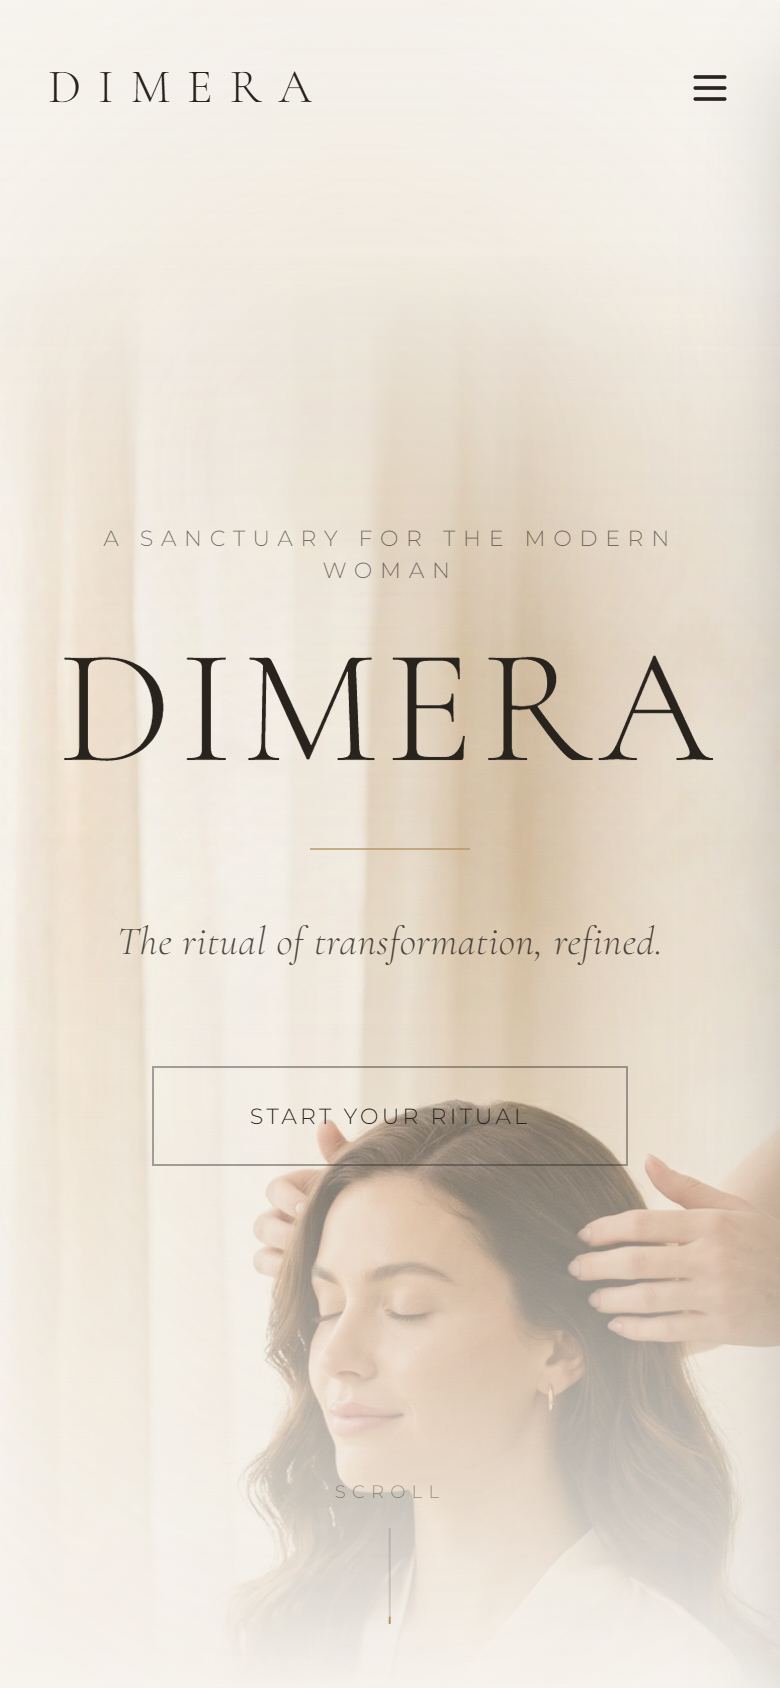 DIMERA
A SANCTUARY FOR THE MODERN
WOMAN
DIMERA
The ritual of transformation, refined.
START YOUR RITUAL
SCROLL